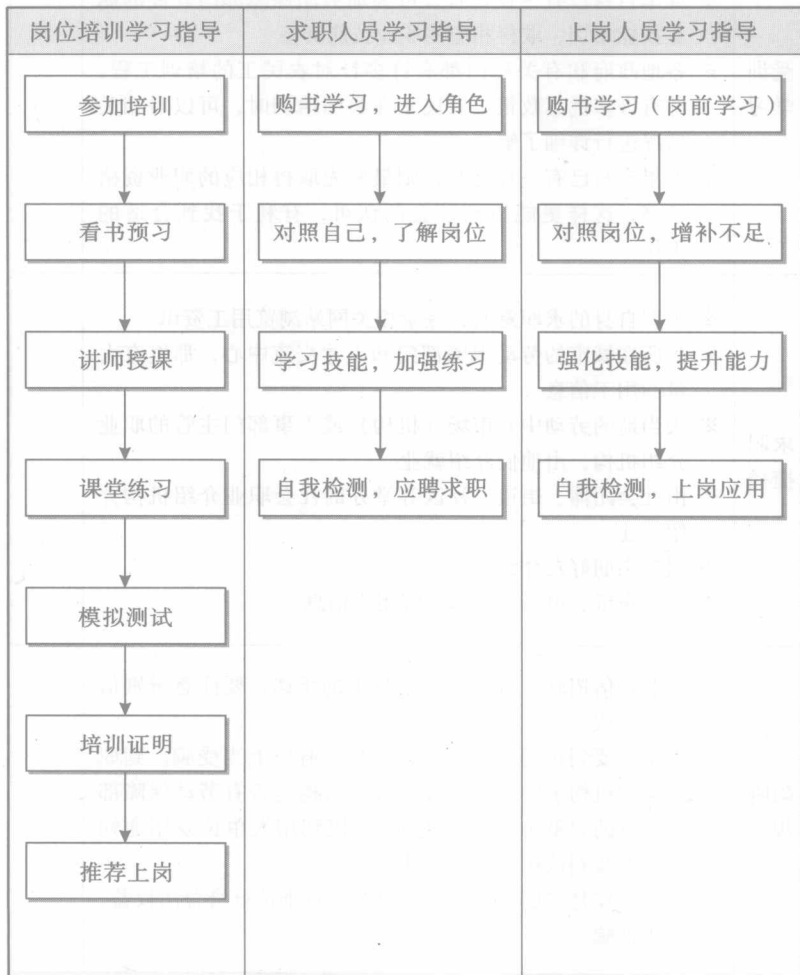 岗位培训学习指导
求职人员学习指导
上岗人员学习指导
参加培训
看书预习
讲师授课
课堂练习
模拟测试
培训证明
推荐上岗
购书学习，进入角色
对照自己，了解岗位
学习技能，加强练习
自我检测，应聘求职
购书学习（岗前学习）
对照岗位，增补不足
强化技能，提升能力
自我检测，上岗应用